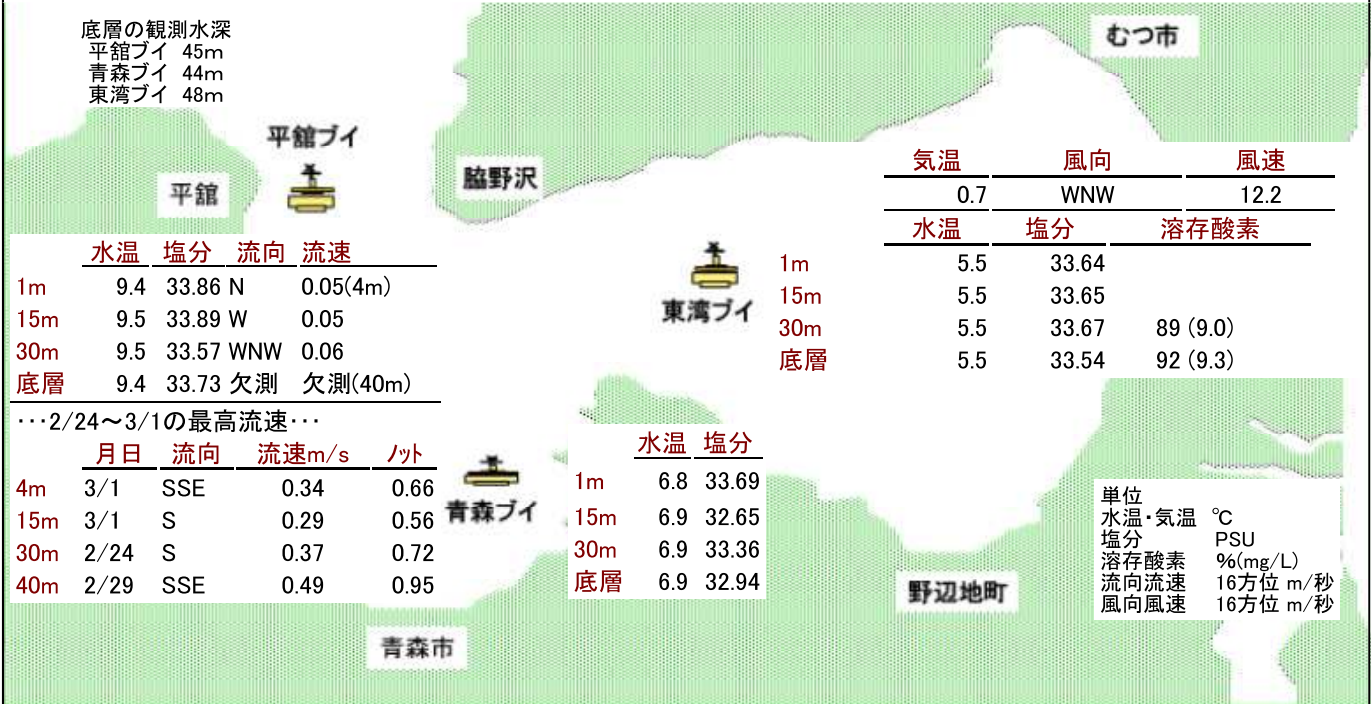 底層の観測水深
平舘ブイ 45m
青森ブイ 44m
東湾ブイ 48m
むつ市
平舘ブイ
平舘
脇野沢
気温 風向 風速
0.7 WNW 12.2
水温 塩分 溶存酸素
1m 5.5 33.64
15m 5.5 33.65
30m 5.5 33.67 89 (9.0)
底層 5.5 33.54 92 (9.3)
東湾ブイ
水温 塩分 流向 流速
1m 9.4 33.86 N 0.05(4m)
15m 9.5 33.89 W 0.05
30m 9.5 33.57 WNW 0.06
底層 9.4 33.73 欠測 欠測(40m)
･･･2/24～3/1の最高流速･･･
月日 流向 流速m/s ﾉｯﾄ
4m 3/1 SSE 0.34 0.66
15m 3/1 S 0.29 0.56
30m 2/24 S 0.37 0.72
40m 2/29 SSE 0.49 0.95
青森ブイ
水温 塩分
1m 6.8 33.69
15m 6.9 32.65
30m 6.9 33.36
底層 6.9 32.94
単位
水温・気温 ℃
塩分 PSU
溶存酸素 %(mg/L)
流向流速 16方位 m/秒
風向風速 16方位 m/秒
野辺地町
青森市